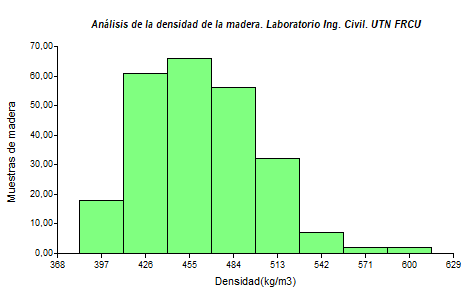 Análisis de la densidad de la madera. Laboratorio Ing. Civil. UTN FRCU
70,00
60,00
50,00
40,00
30,00
20,00
10,00
0,00
Muestras de madera
368 397 426 455 484 513 542 571 600 629
Densidad(kg/m3)